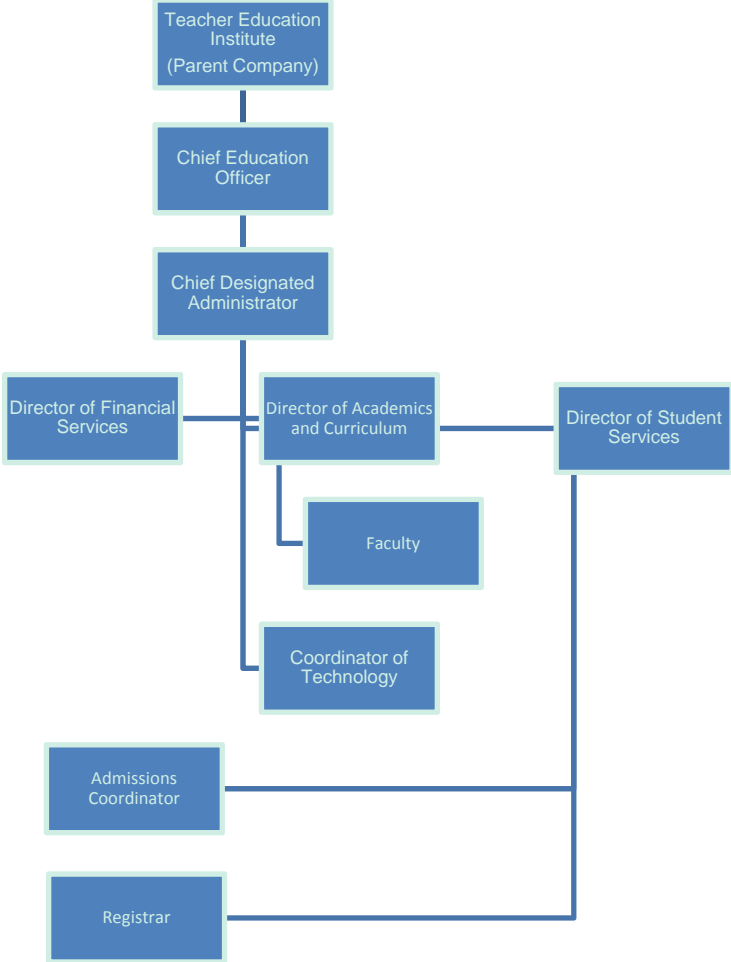 Teacher Education
Institute
(Parent Company)
Chief Education
Officer
Chief Designated
Administrator
Director of Financial
Services
Director of Academics
and Curriculum
Director of Student
Services
Faculty
Coordinator of
Technology
Admissions
Coordinator
Registrar